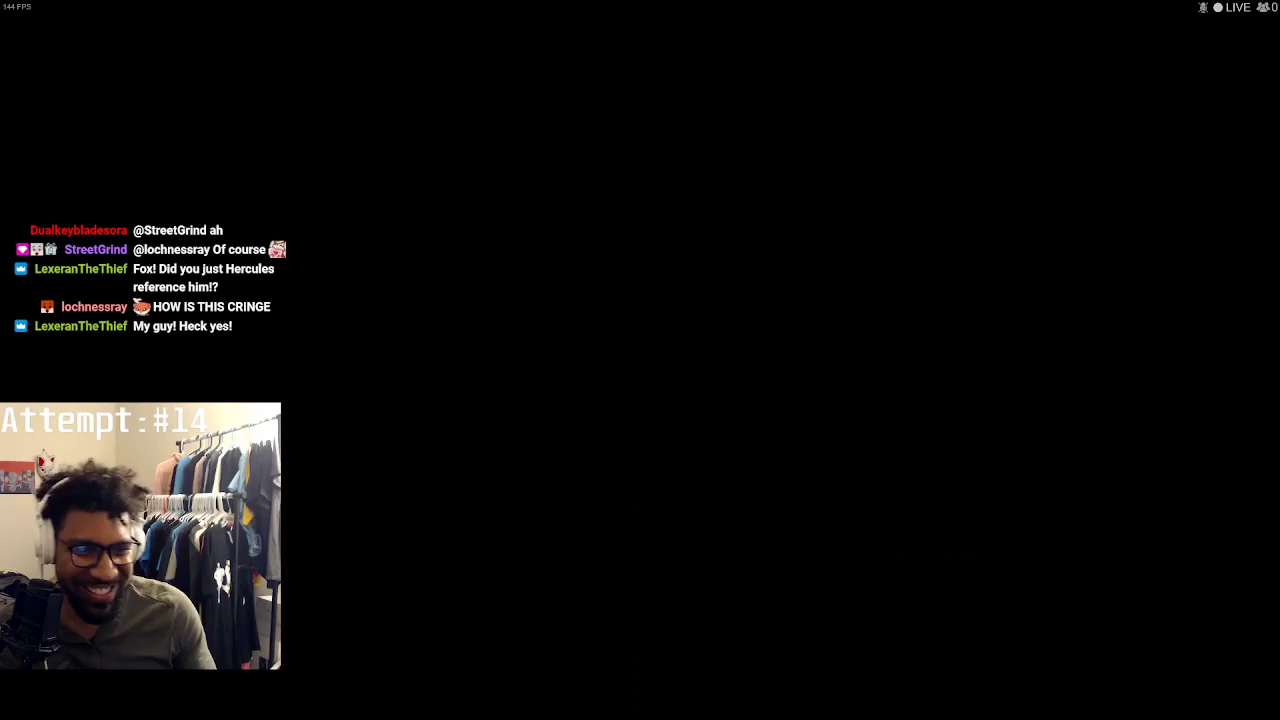 144 FPS
LIVE 0
Dualkeybladesora @StreetGrind ah
StreetGrind @lochnessray Of course
LexeranTheThief Fox! Did you just Hercules
reference him!?
lochnessray HOW IS THIS CRINGE
LexeranTheThief My guy! Heck yes!
Attempt:#14